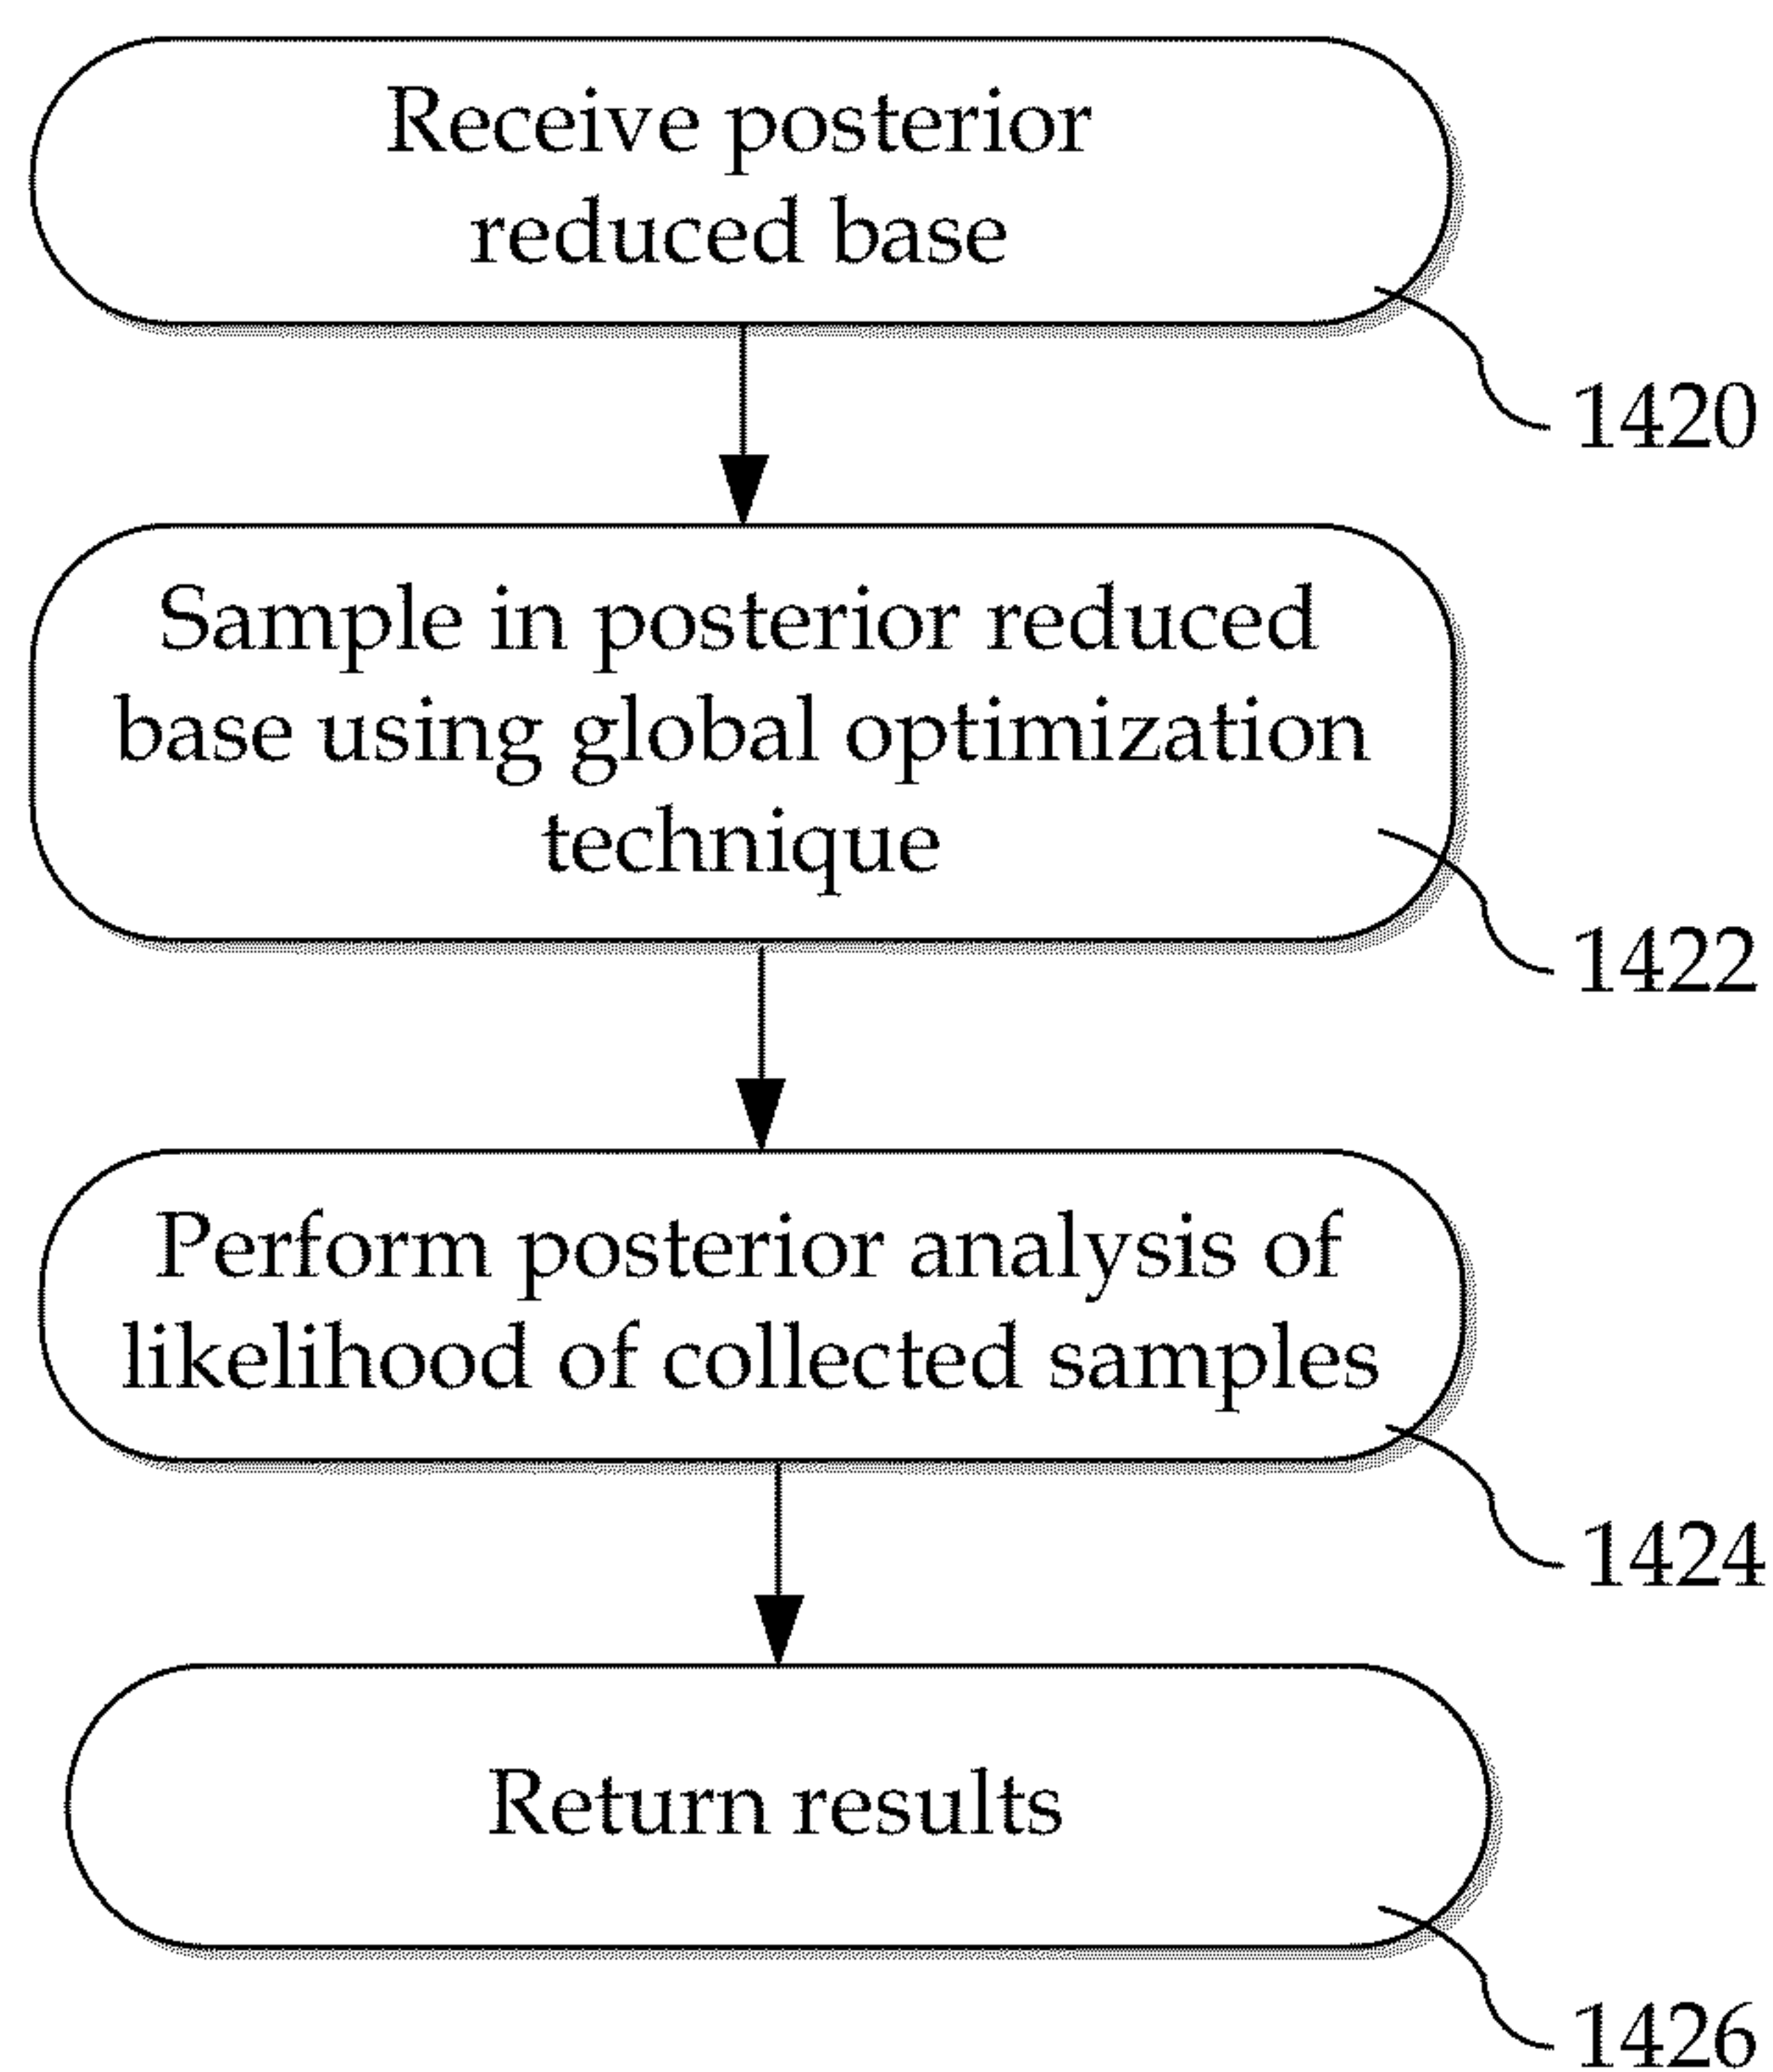 Receive posterior
reduced base
1420
Sample in posterior reduced
base using global optimization
technique
1422
Perform posterior analysis of
likelihood of collected samples
1424
Return results
1426